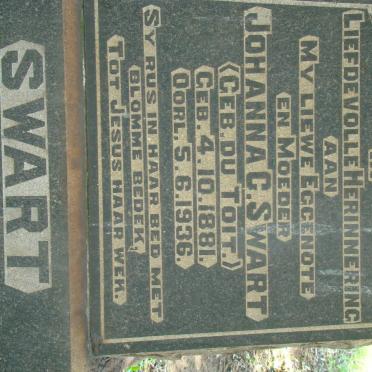 LIEFDEVOLLE HERINNERING
AAN
MY LIEWE EGGENOTE
EN MOEDER
JOHANNA C. SWART
(GEB. DU TOIT.)
GEB. 4.10.1881.
OORL. 5.6.1936.
SY RUS IN HAAR BED MET
BLOMME BEDEK,
TOT JESUS HAAR WEK.
SWART